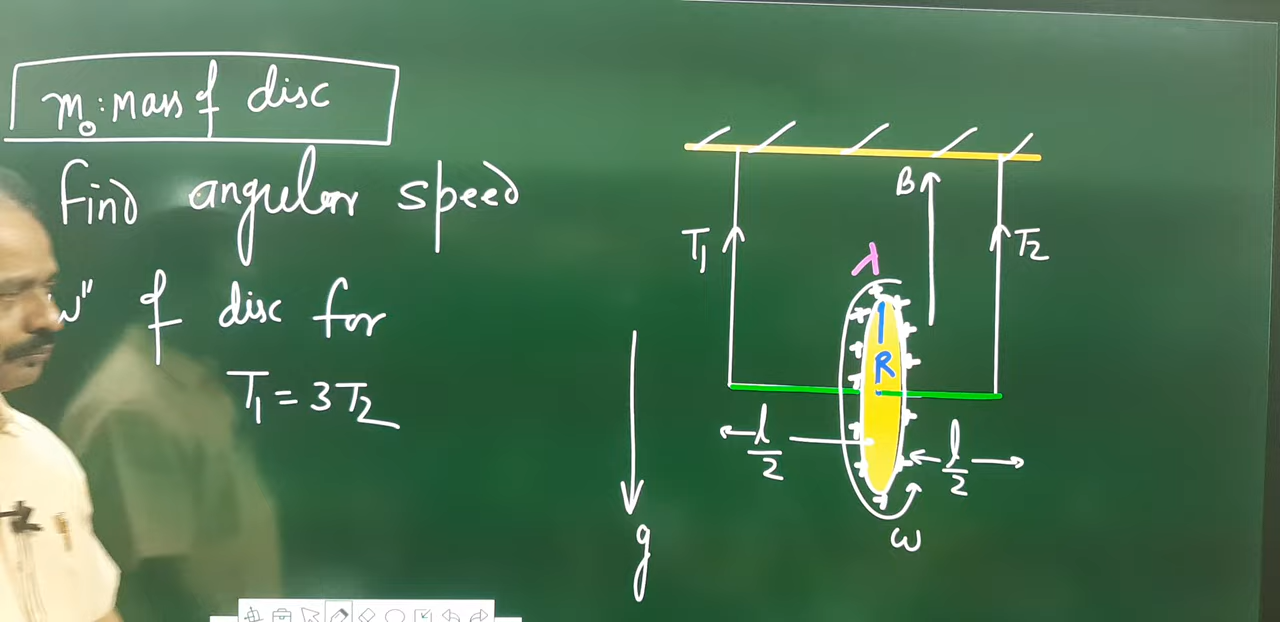 m₀: Mass of disc
Find angular speed
ω" of disc for
T₁ = 3T₂
B
T₁
T₂
λ
R
l/2
l/2
ω
g